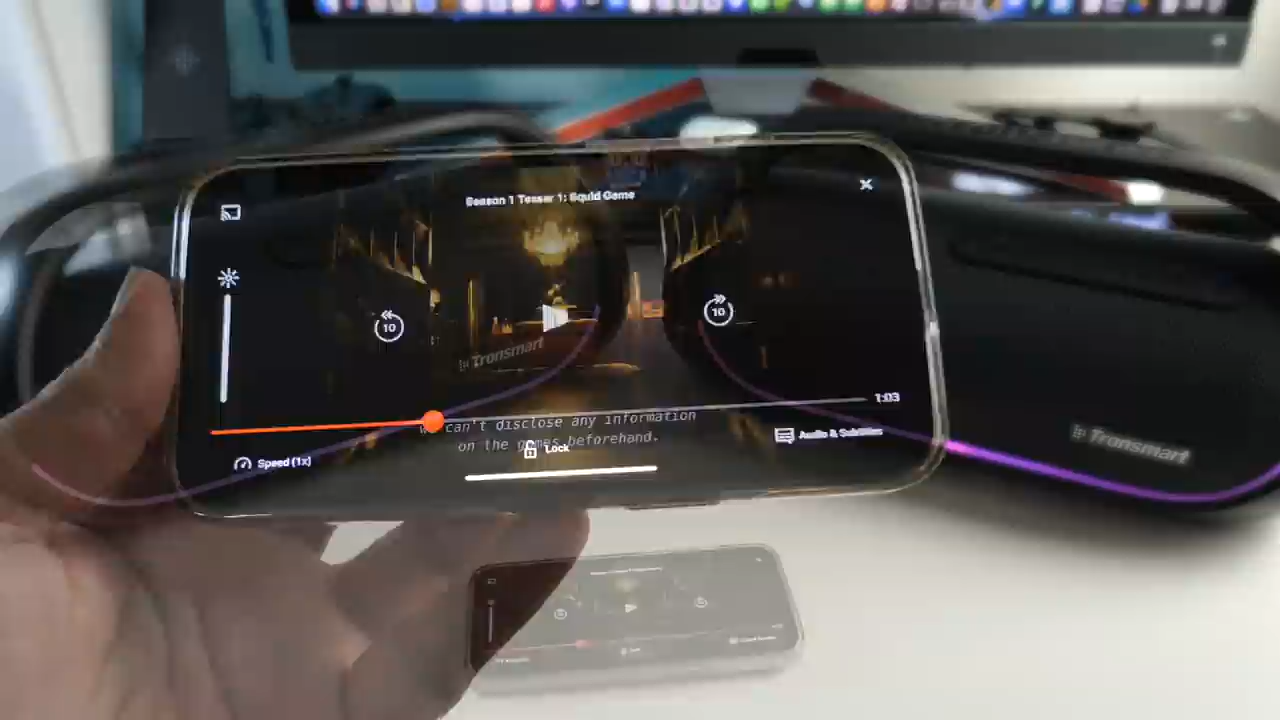 Season 1 Teaser 1: Squid Game
10
10
Tronsmart
1:03
can't disclose any information
on the games beforehand.
Speed (1x)
Lock
Audio & Subtitles
Tronsmart